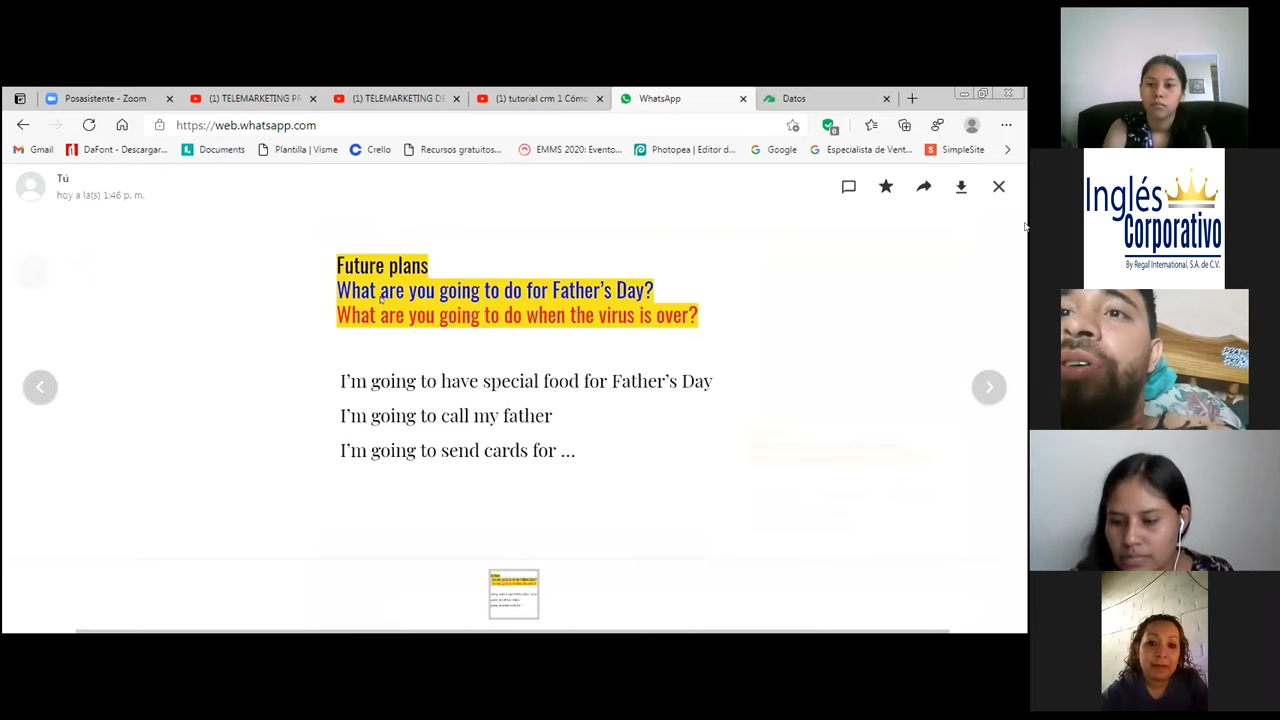 Posasistente - Zoom
(1) TELEMARKETING PR
(1) TELEMARKETING DE
(1) tutorial crm 1 Cómo
WhatsApp
Datos
https://web.whatsapp.com
Gmail
DaFont - Descargar...
Documents
Plantilla | Visme
Crello
Recursos gratuitos...
EMMS 2020: Evento...
Photopea | Editor d...
Google
Especialista de Vent...
SimpleSite
Tú
hoy a la(s) 1:46 p. m.
Future plans
What are you going to do for Father's Day?
What are you going to do when the virus is over?
I'm going to have special food for Father's Day
I'm going to call my father
I'm going to send cards for ...
Inglés
Corporativo
By Regal International, S.A. de C.V.